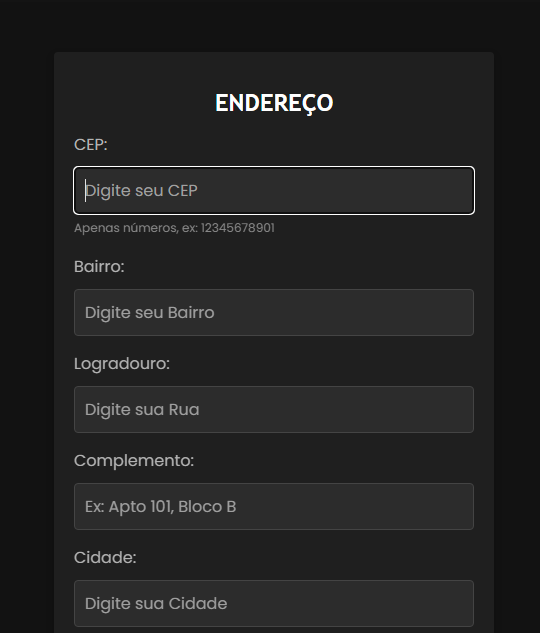 ENDEREÇO
CEP:
Digite seu CEP
Apenas números, ex: 12345678901
Bairro:
Digite seu Bairro
Logradouro:
Digite sua Rua
Complemento:
Ex: Apto 101, Bloco B
Cidade:
Digite sua Cidade